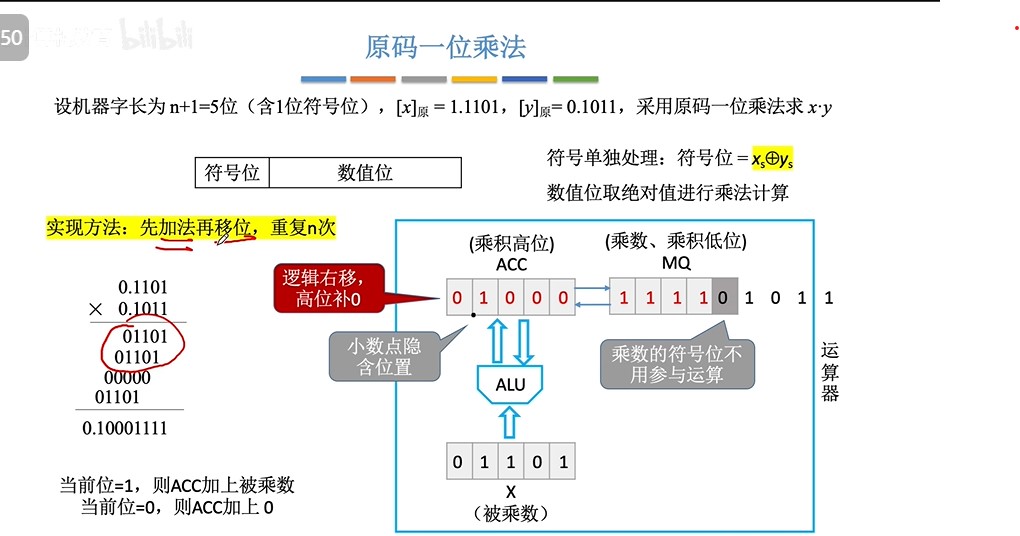 50
bilibili
原码一位乘法
设机器字长为 n+1=5位（含1位符号位），[x]原 = 1.1101，[y]原= 0.1011，采用原码一位乘法求 x·y
符号位 数值位
符号单独处理：符号位 = xs⊕ys
数值位取绝对值进行乘法计算
实现方法：先加法再移位，重复n次
(乘积高位)
ACC
(乘数、乘积低位)
MQ
逻辑右移，
高位补0
0 1 0 0 0 0
1 1 1 1 0 1 0 1 1
0.1101
× 0.1011
01101
01101
00000
01101
0.10001111
小数点隐
含位置
乘数的符号位不
用参与运算
ALU
运
算
器
0 1 1 0 1
X
（被乘数）
当前位=1，则ACC加上被乘数
当前位=0，则ACC加上 0